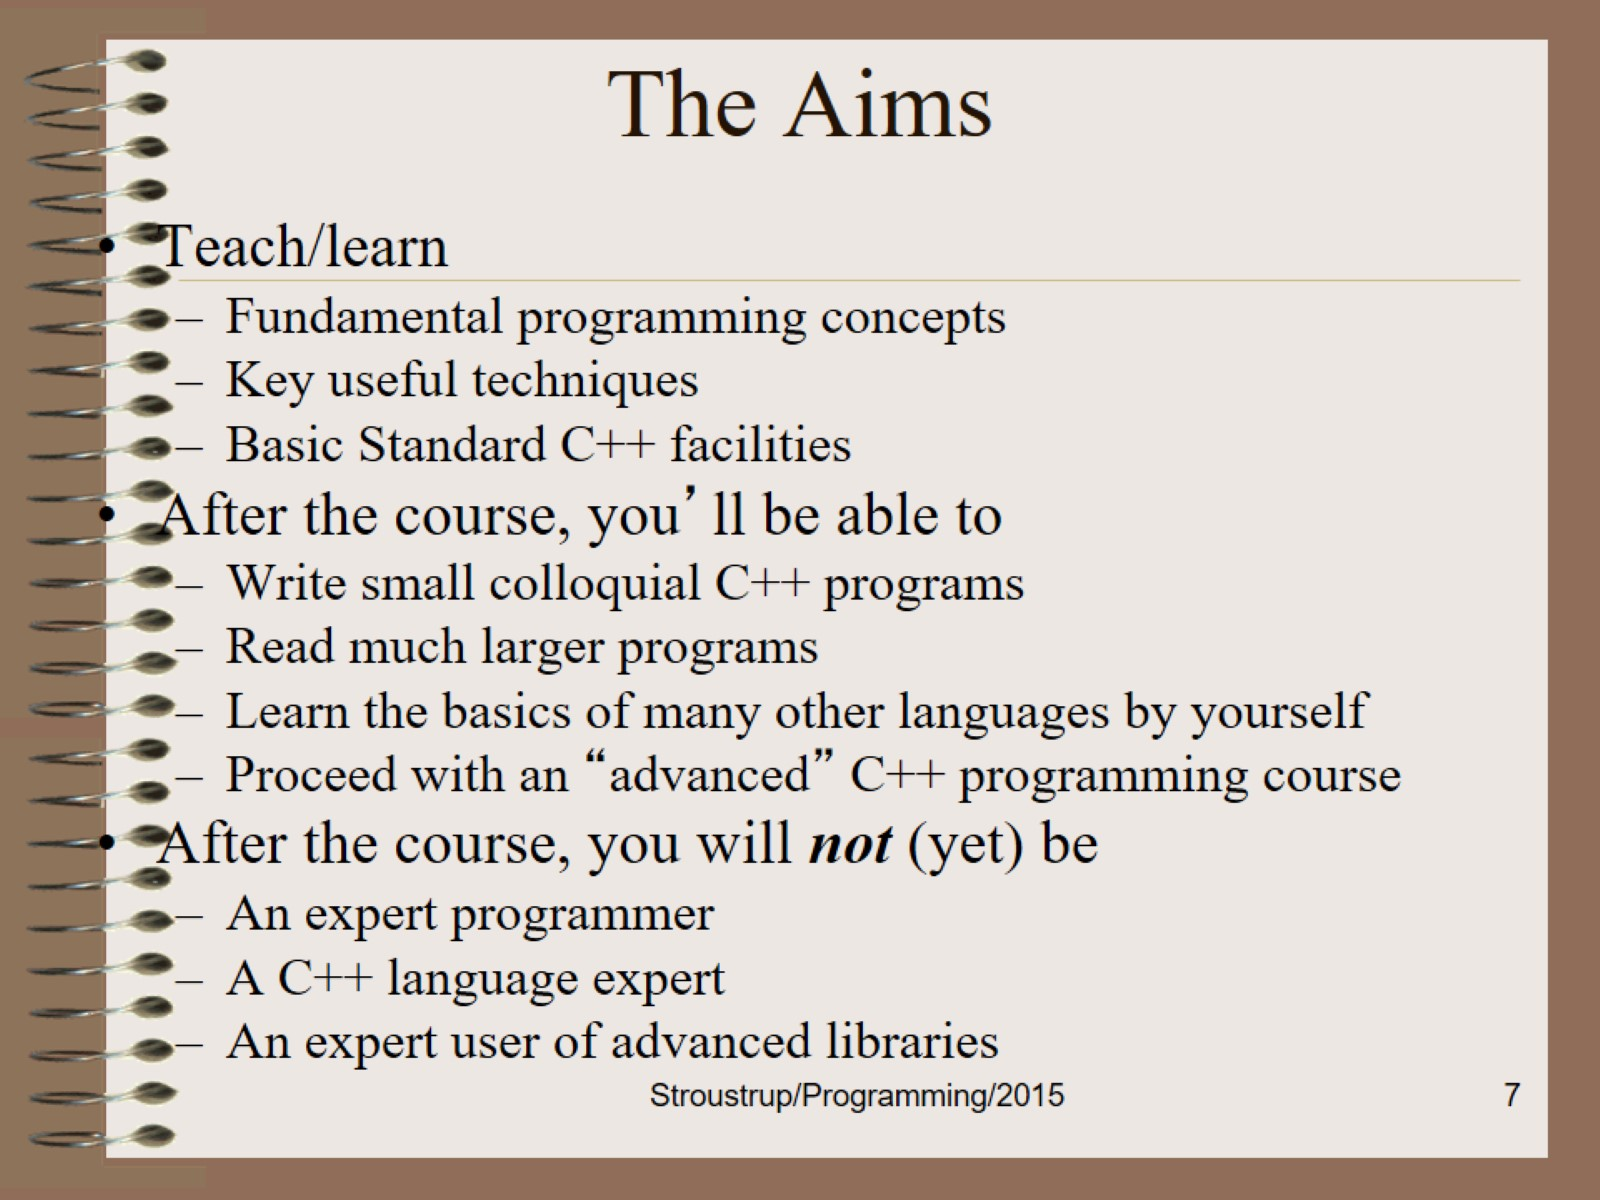 The Aims
• Teach/learn
– Fundamental programming concepts
– Key useful techniques
– Basic Standard C++ facilities
• After the course, you’ ll be able to
– Write small colloquial C++ programs
– Read much larger programs
– Learn the basics of many other languages by yourself
– Proceed with an “advanced” C++ programming course
• After the course, you will not (yet) be
– An expert programmer
– A C++ language expert
– An expert user of advanced libraries
Stroustrup/Programming/2015 7